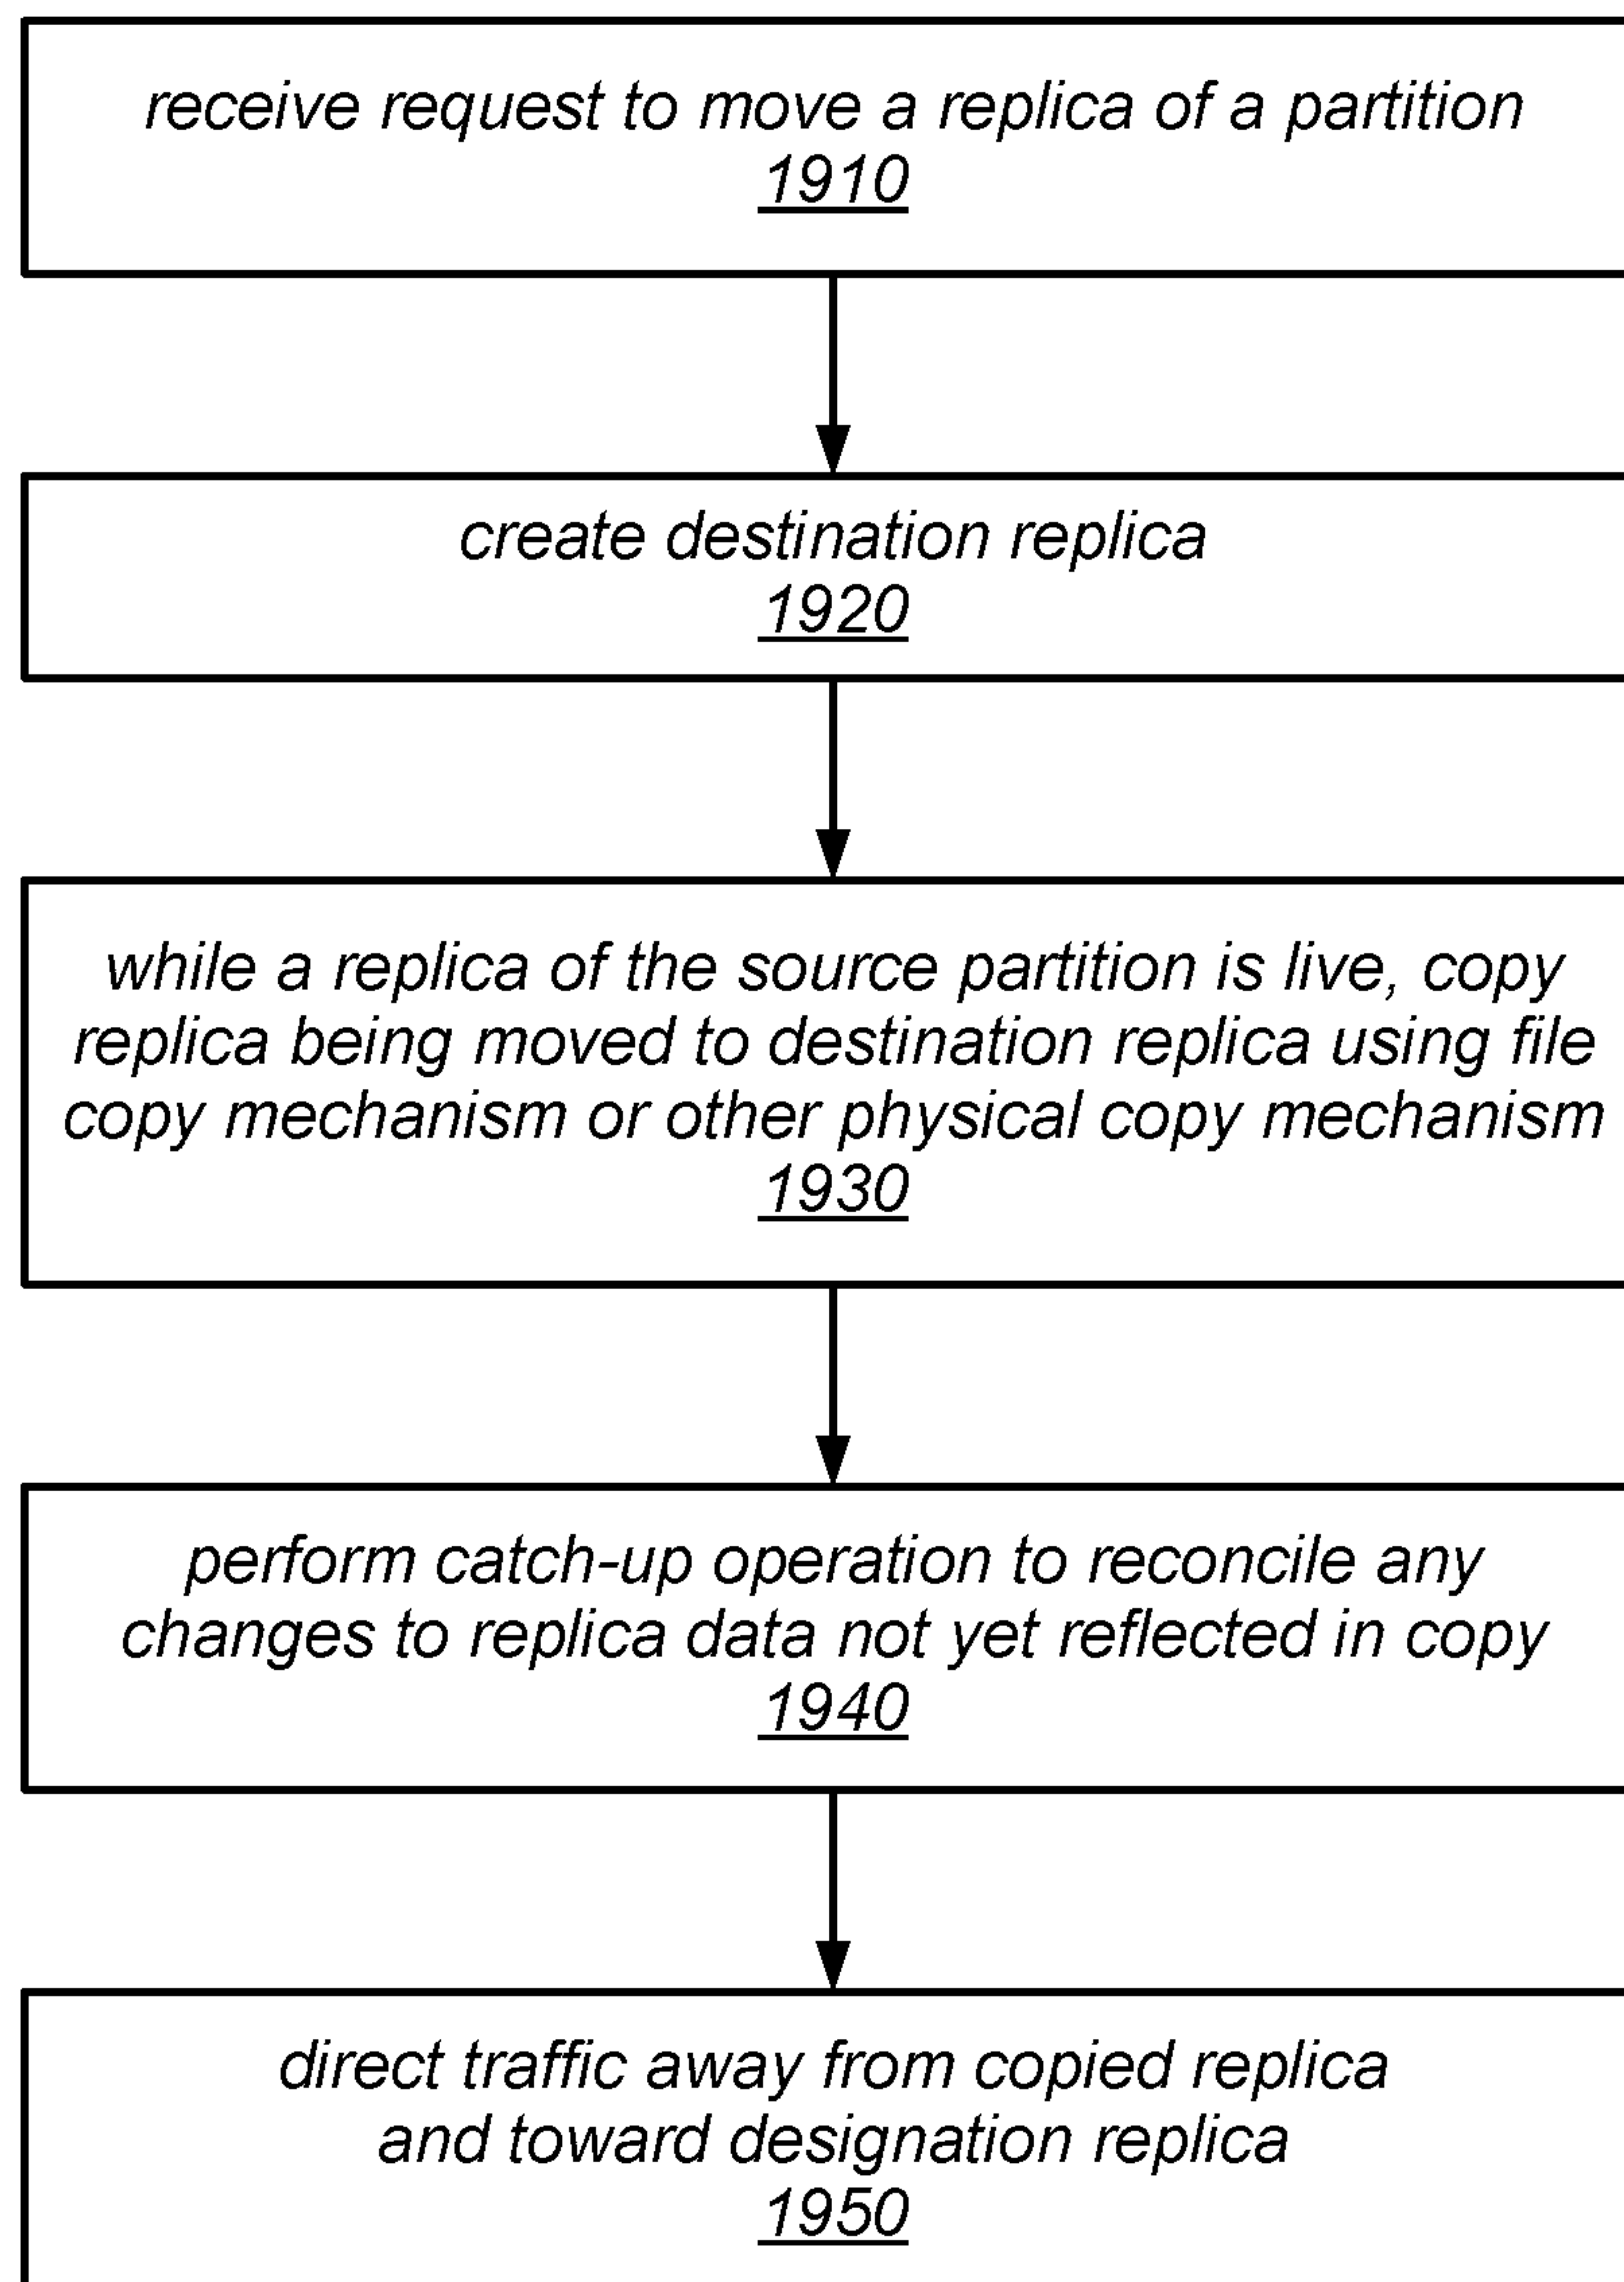 receive request to move a replica of a partition
1910
create destination replica
1920
while a replica of the source partition is live, copy
replica being moved to destination replica using file
copy mechanism or other physical copy mechanism
1930
perform catch-up operation to reconcile any
changes to replica data not yet reflected in copy
1940
direct traffic away from copied replica
and toward designation replica
1950